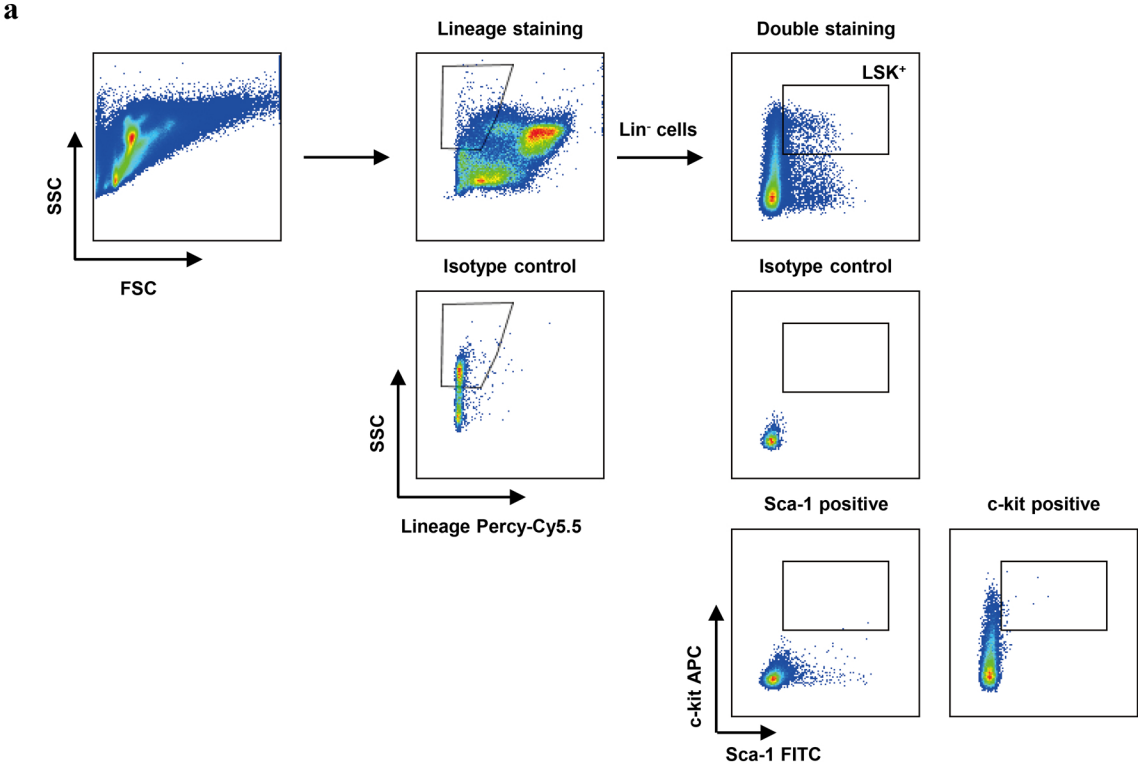 a
Lineage staining
Double staining
LSK⁺
Lin⁻ cells
SSC
FSC
Isotype control
Isotype control
SSC
Lineage Percy-Cy5.5
Sca-1 positive
c-kit positive
c-kit APC
Sca-1 FITC